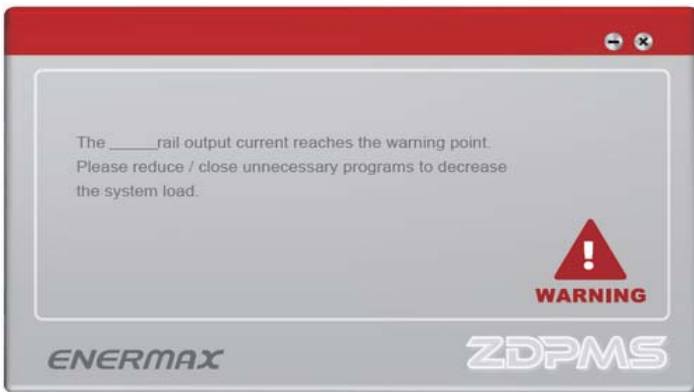 The _____rail output current reaches the warning point.
Please reduce / close unnecessary programs to decrease
the system load.
!
WARNING
ENERMAX
ZDPMS